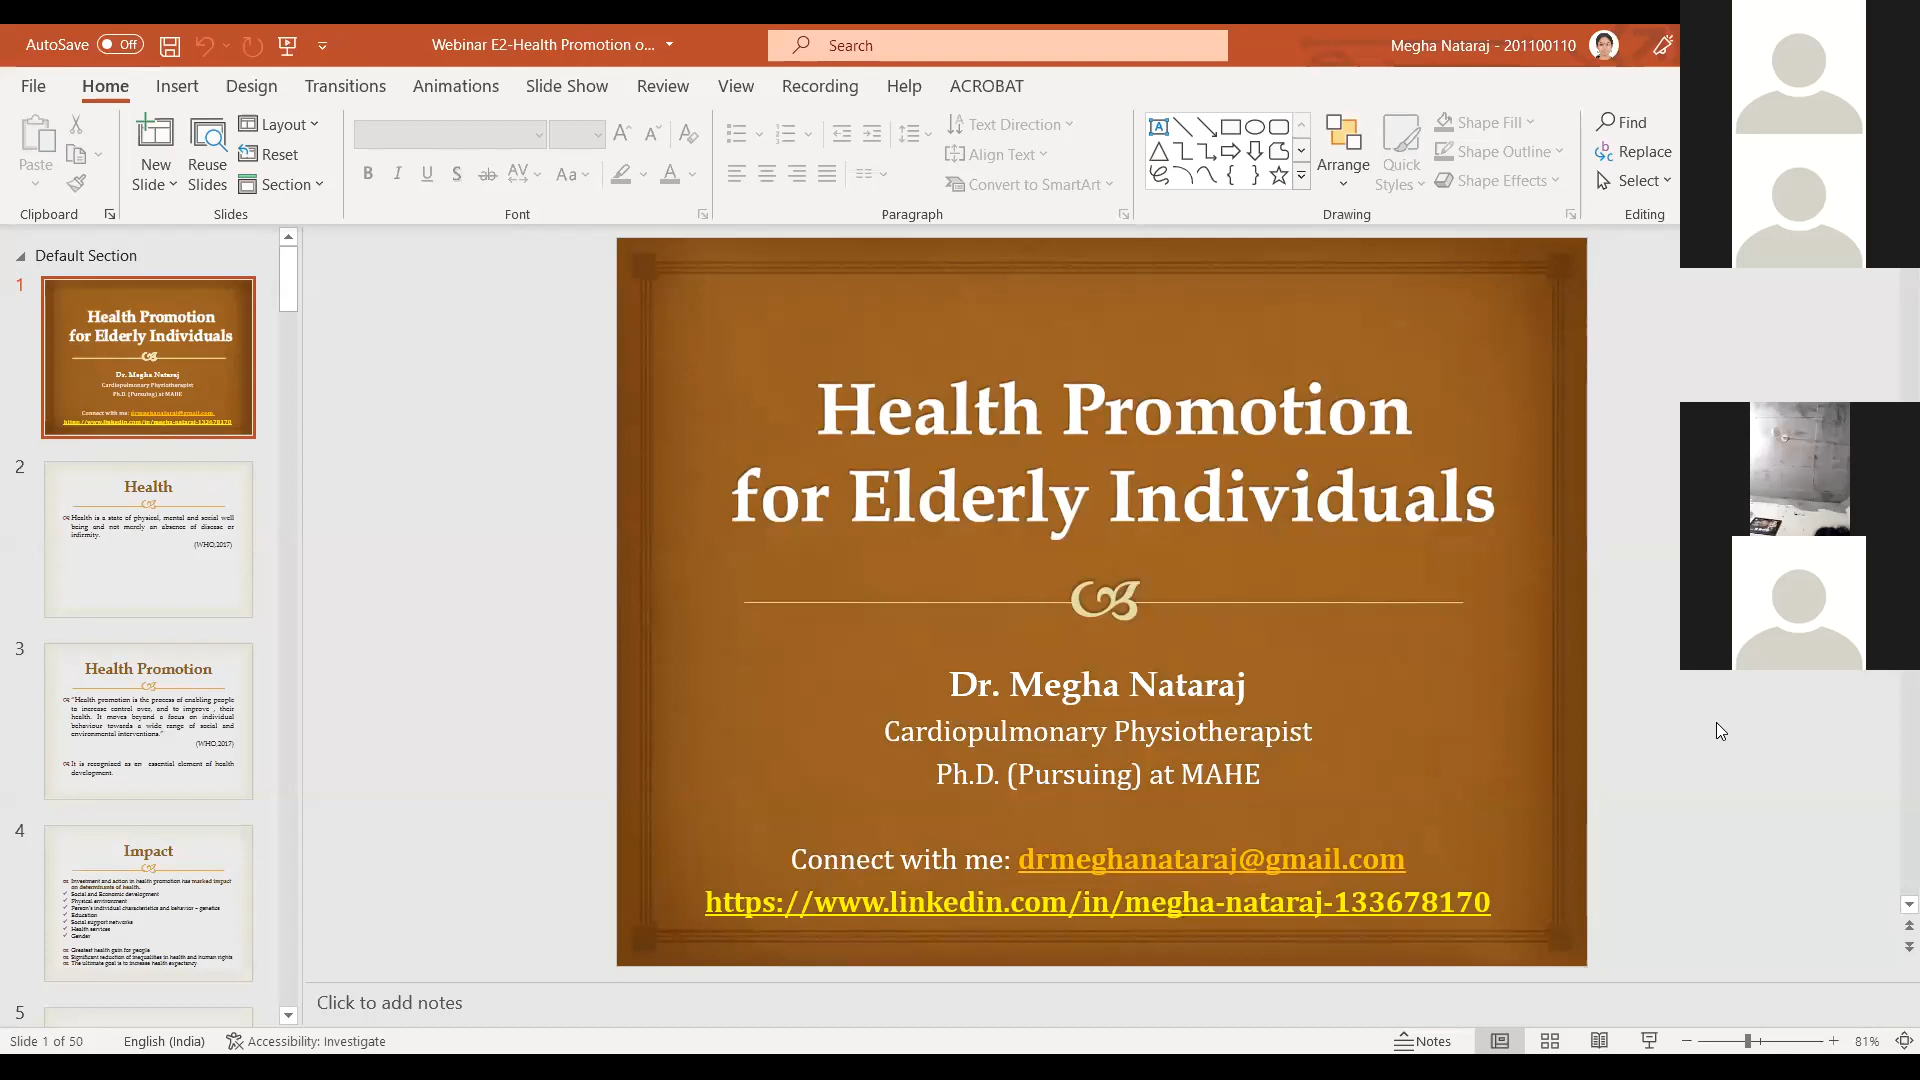 AutoSave Off
Webinar E2-Health Promotion o...
Search
Megha Nataraj - 201100110
File Home Insert Design Transitions Animations Slide Show Review View Recording Help ACROBAT
Paste
New Slide
Reuse Slides
Layout
Reset
Section
B I U S ab AV Aa A
Text Direction
Align Text
Convert to SmartArt
Arrange
Quick Styles
Shape Fill
Shape Outline
Shape Effects
Find
Replace
Select
Clipboard Slides Font Paragraph Drawing Editing
Default Section
1
Health Promotion
for Elderly Individuals
Dr. Megha Nataraj
Cardiopulmonary Physiotherapist
Ph.D. (Pursuing) at MAHE
Connect with me: drmeghanataraj@gmail.com
https://www.linkedin.com/in/megha-nataraj-133678170
2
Health
Health is a state of physical, mental and social well
being and not merely an absence of disease or
infirmity.
(WHO,2017)
3
Health Promotion
"Health promotion is the process of enabling people
to increase control over, and to improve , their
health. It moves beyond a focus on individual
behaviour towards a wide range of social and
environmental interventions."
(WHO,2017)
It is recognized as an essential element of health
development.
4
Impact
Investment and action in health promotion has marked impact
on determinants of health.
Social and Economic development
Physical environment
Person's individual characteristics and behavior – genetics
Education
Social support networks
Health services
Gender
Greatest health gain for people
Significant reduction of inequalities in health and human rights
The ultimate goal is to increase health expectancy
5
Health Promotion
for Elderly Individuals
Dr. Megha Nataraj
Cardiopulmonary Physiotherapist
Ph.D. (Pursuing) at MAHE
Connect with me: drmeghanataraj@gmail.com
https://www.linkedin.com/in/megha-nataraj-133678170
Click to add notes
Slide 1 of 50
English (India)
Accessibility: Investigate
Notes
81%